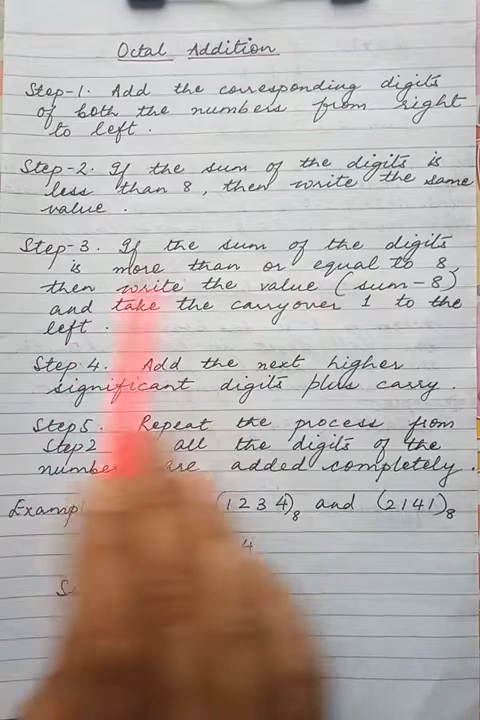 Octal Addition
Step-1. Add the corresponding digits
of both the numbers from right
to left.
Step-2. If the sum of the digits is
less than 8, then write the same
value.
Step-3. If the sum of the digits
is more than or equal to 8,
then write the value (sum-8)
and take the carryover 1 to the
left.
Step 4. Add the next higher
significant digits plus carry.
Step5. Repeat the process from
Step2 all the digits of the
are added completely.
(1234)8 and (2141)8
4